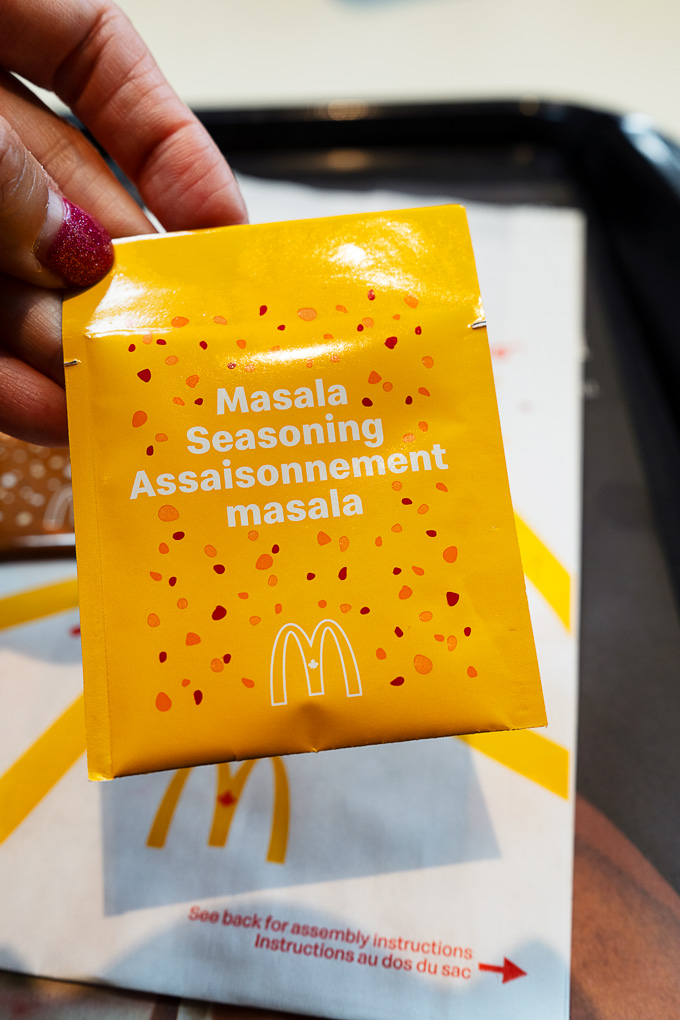 Masala
Seasoning
Assaisonnement
masala
See back for assembly instructions
Instructions au dos du sac